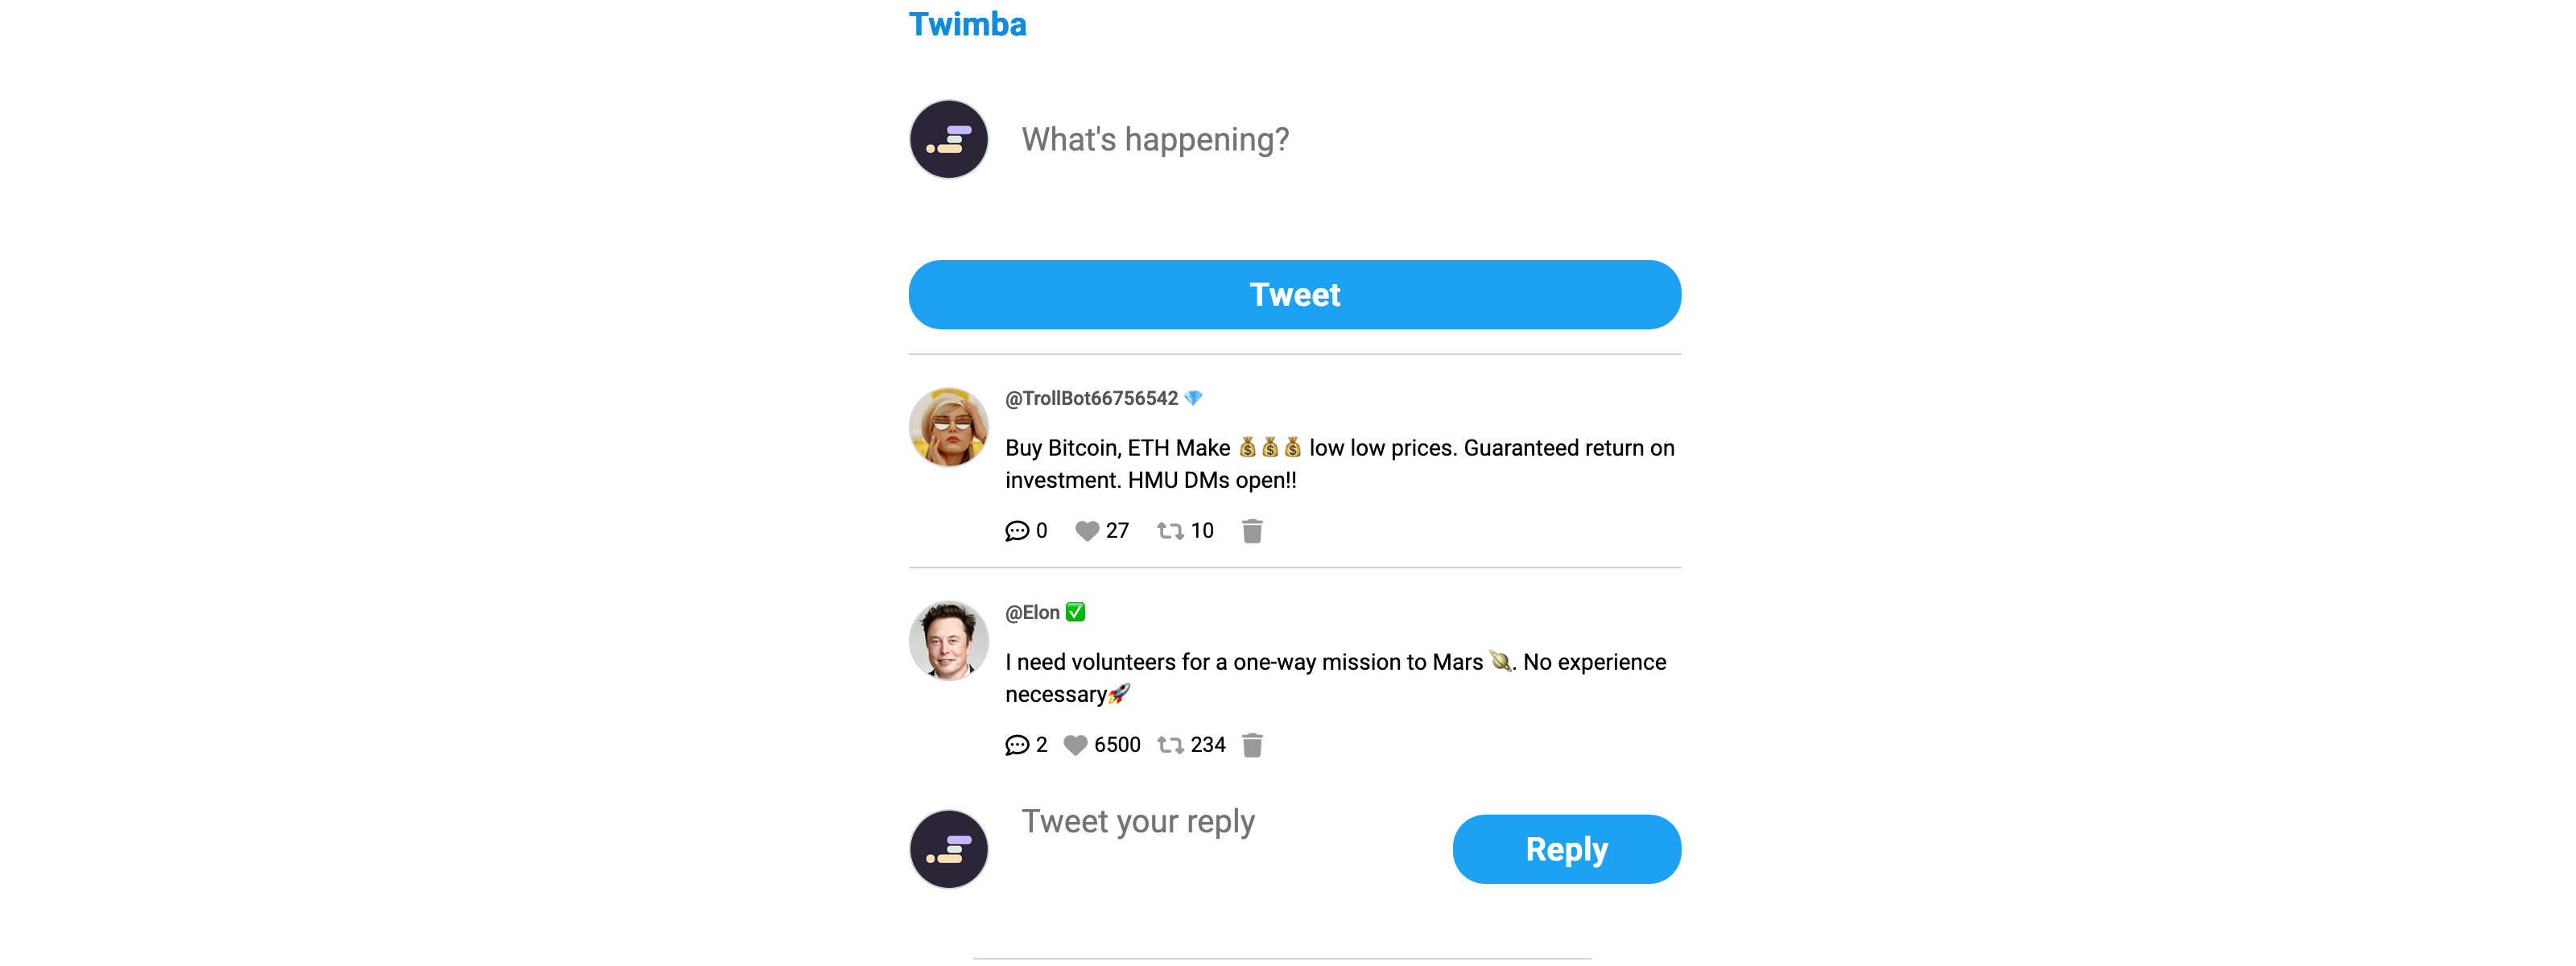 Twimba
What's happening?
Tweet
@TrollBot66756542 💎
Buy Bitcoin, ETH Make 💰💰💰 low low prices. Guaranteed return on
investment. HMU DMs open!!
0 27 10
@Elon ✅
I need volunteers for a one-way mission to Mars 🪐. No experience
necessary🚀
2 6500 234
Tweet your reply
Reply